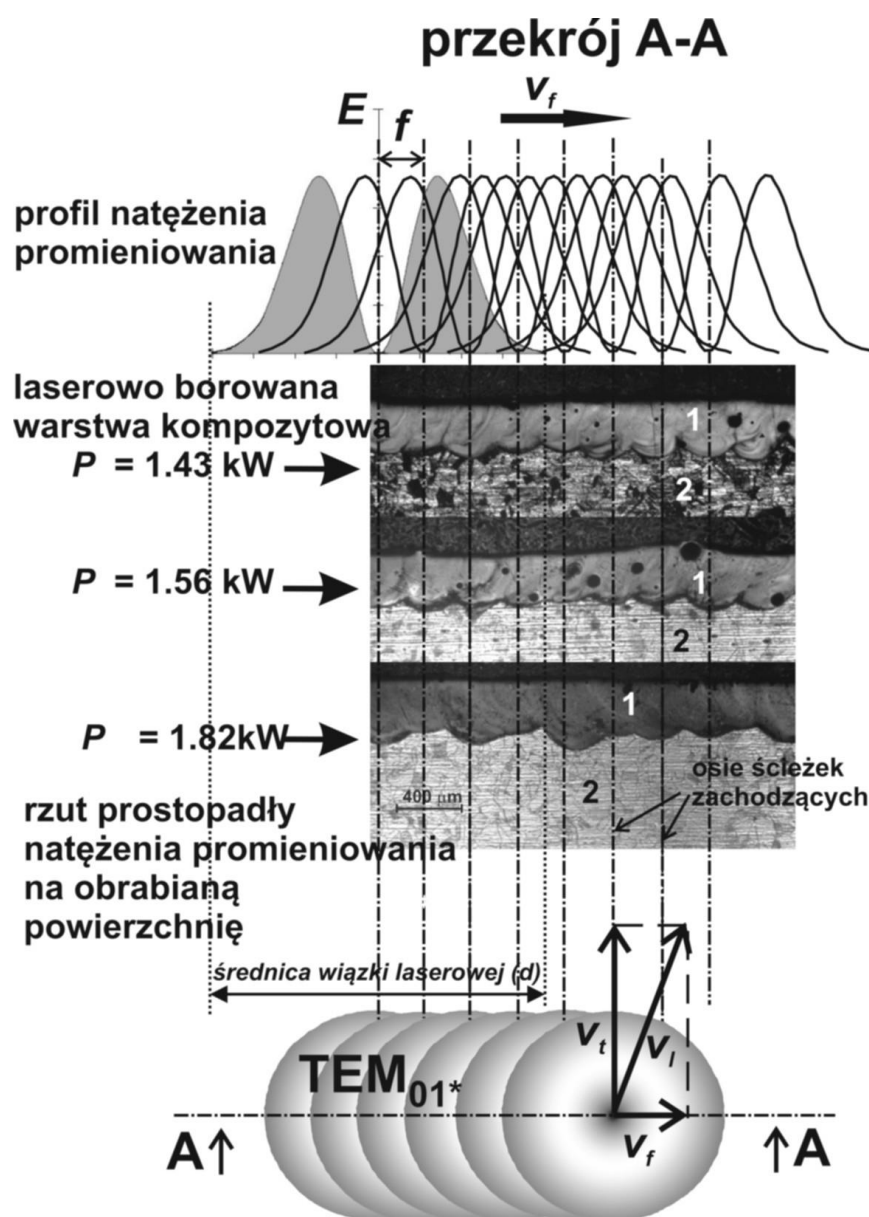 przekrój A-A
v_f
E
f
profil natężenia
promieniowania
laserowo borowana
warstwa kompozytowa
P = 1.43 kW
1
2
P = 1.56 kW
1
2
P = 1.82kW
1
2
400 µm
osie ścieżek
zachodzących
rzut prostopadły
natężenia promieniowania
na obrabianą
powierzchnię
średnica wiązki laserowej (d)
v_t
v_l
TEM₀₁*
v_f
A
A